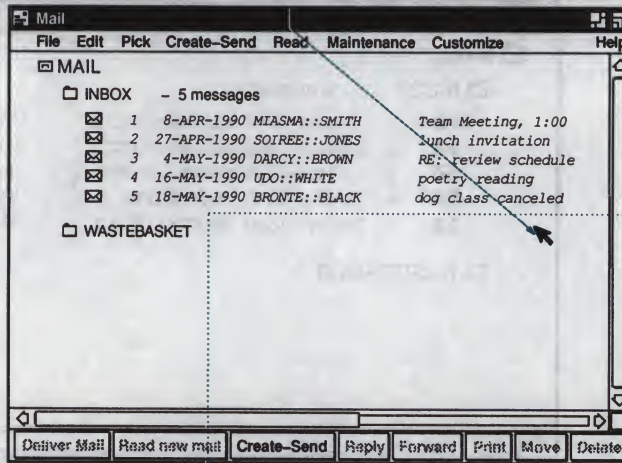 Mail
File Edit Pick Create–Send Read Maintenance Customize Help
MAIL
INBOX – 5 messages
1 8-APR-1990 MIASMA::SMITH Team Meeting, 1:00
2 27-APR-1990 SOIREE::JONES lunch invitation
3 4-MAY-1990 DARCY::BROWN RE: review schedule
4 16-MAY-1990 UDO::WHITE poetry reading
5 18-MAY-1990 BRONTE::BLACK dog class canceled
WASTEBASKET
Deliver Mail Read new mail Create–Send Reply Forward Print Move Delete